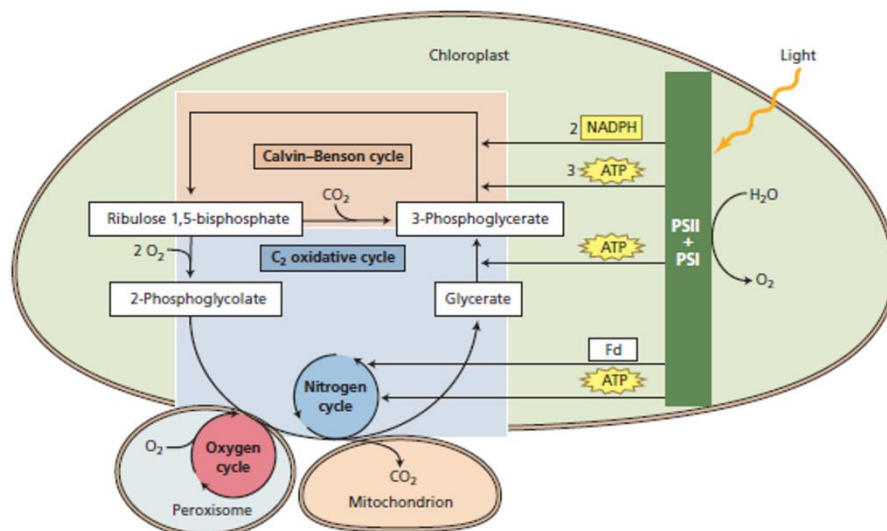 Chloroplast
Light
2 NADPH
Calvin–Benson cycle
3 ATP
CO₂
H₂O
Ribulose 1,5-bisphosphate
3-Phosphoglycerate
PSII
+
PSI
2 O₂
C₂ oxidative cycle
ATP
O₂
2-Phosphoglycolate
Glycerate
Fd
Nitrogen
cycle
ATP
O₂
Oxygen
cycle
CO₂
Mitochondrion
Peroxisome